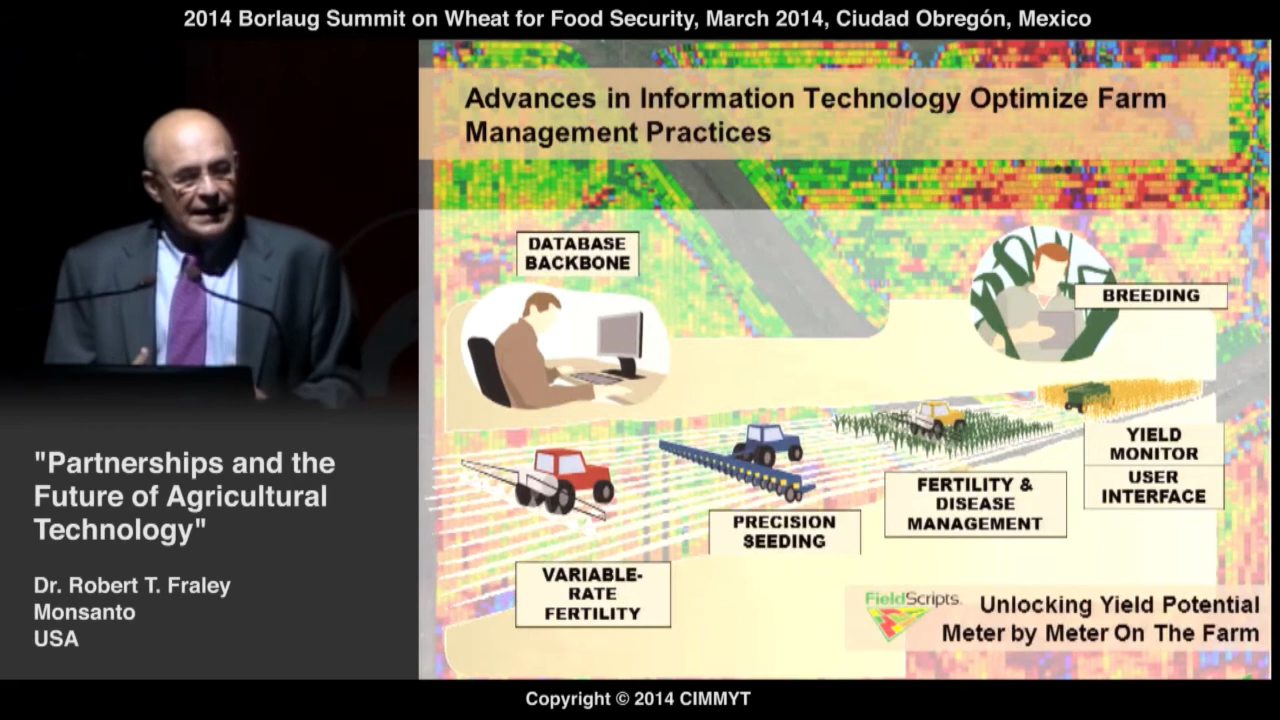 2014 Borlaug Summit on Wheat for Food Security, March 2014, Ciudad Obregón, Mexico
Advances in Information Technology Optimize Farm
Management Practices
DATABASE
BACKBONE
BREEDING
YIELD
MONITOR
USER
INTERFACE
FERTILITY &
DISEASE
MANAGEMENT
PRECISION
SEEDING
VARIABLE-
RATE
FERTILITY
FieldScripts.
Unlocking Yield Potential
Meter by Meter On The Farm
"Partnerships and the
Future of Agricultural
Technology"
Dr. Robert T. Fraley
Monsanto
USA
Copyright © 2014 CIMMYT